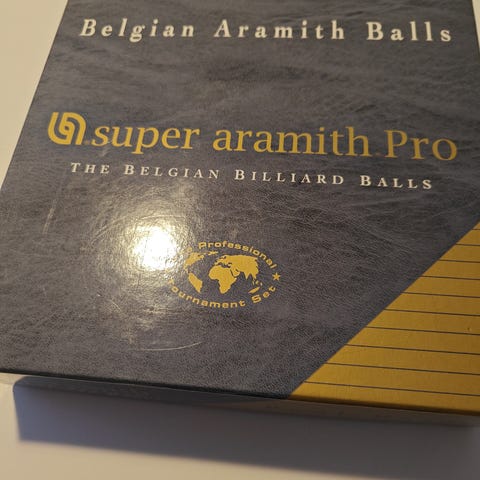 Belgian Aramith Balls
super aramith Pro
THE BELGIAN BILLIARD BALLS
Professional
Tournament Set